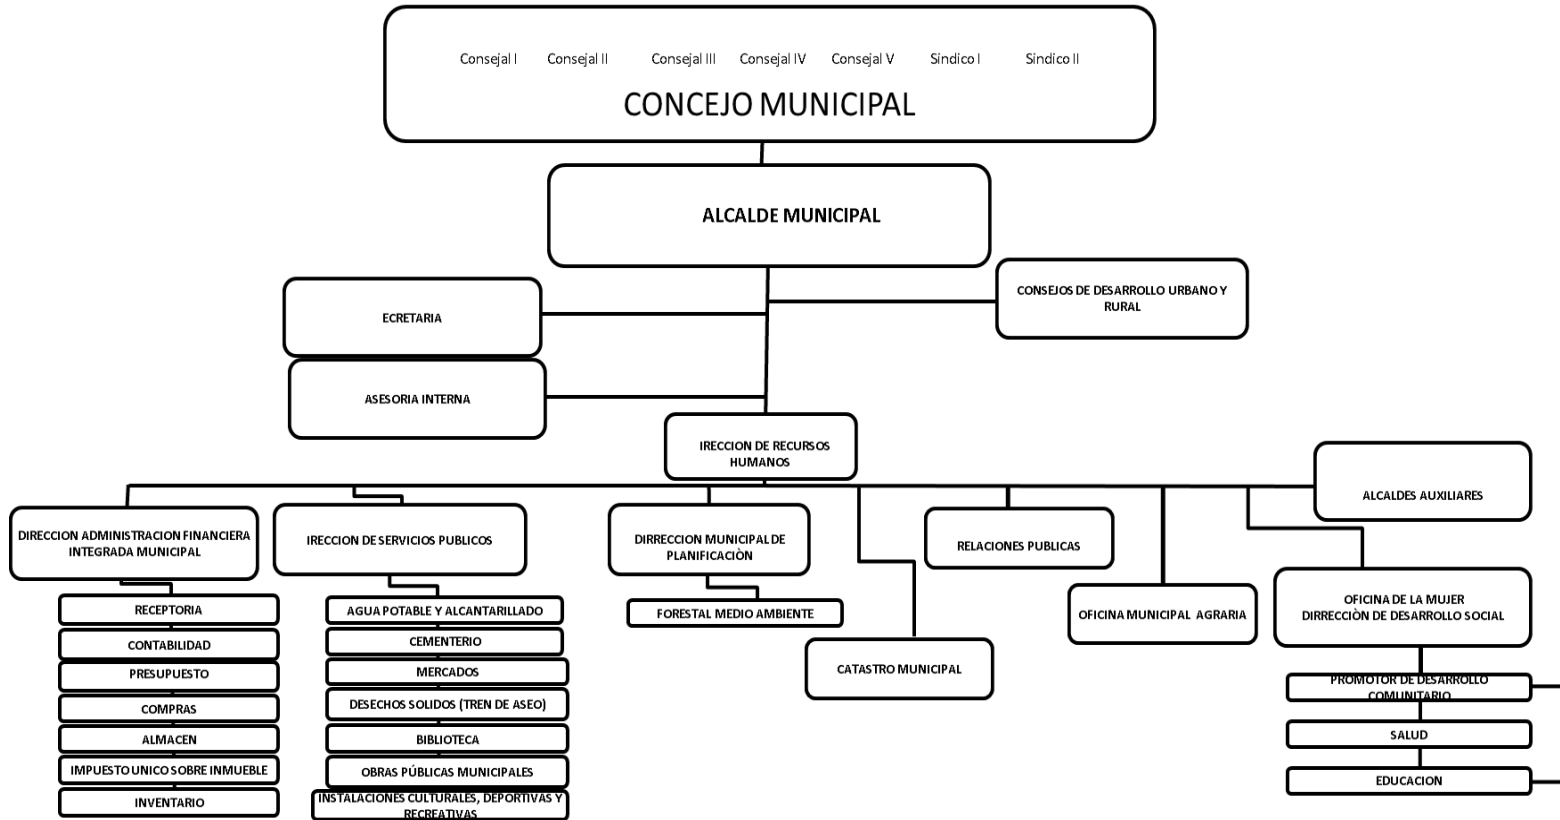 Consejal I Consejal II Consejal III Consejal IV Consejal V Sindico I Sindico II
CONCEJO MUNICIPAL
ALCALDE MUNICIPAL
CONSEJOS DE DESARROLLO URBANO Y
RURAL
ECRETARIA
ASESORIA INTERNA
IRECCION DE RECURSOS
HUMANOS
ALCALDES AUXILIARES
DIRECCION ADMINISTRACION FINANCIERA
INTEGRADA MUNICIPAL
IRECCION DE SERVICIOS PUBLICOS
DIRRECCION MUNICIPAL DE
PLANIFICACIÒN
RELACIONES PUBLICAS
OFICINA MUNICIPAL AGRARIA
OFICINA DE LA MUJER
DIRRECCIÒN DE DESARROLLO SOCIAL
CATASTRO MUNICIPAL
RECEPTORIA
CONTABILIDAD
PRESUPUESTO
COMPRAS
ALMACEN
IMPUESTO UNICO SOBRE INMUEBLE
INVENTARIO
AGUA POTABLE Y ALCANTARILLADO
CEMENTERIO
MERCADOS
DESECHOS SOLIDOS (TREN DE ASEO)
BIBLIOTECA
OBRAS PÚBLICAS MUNICIPALES
INSTALACIONES CULTURALES, DEPORTIVAS Y
RECREATIVAS
FORESTAL MEDIO AMBIENTE
PROMOTOR DE DESARROLLO
COMUNITARIO
SALUD
EDUCACION